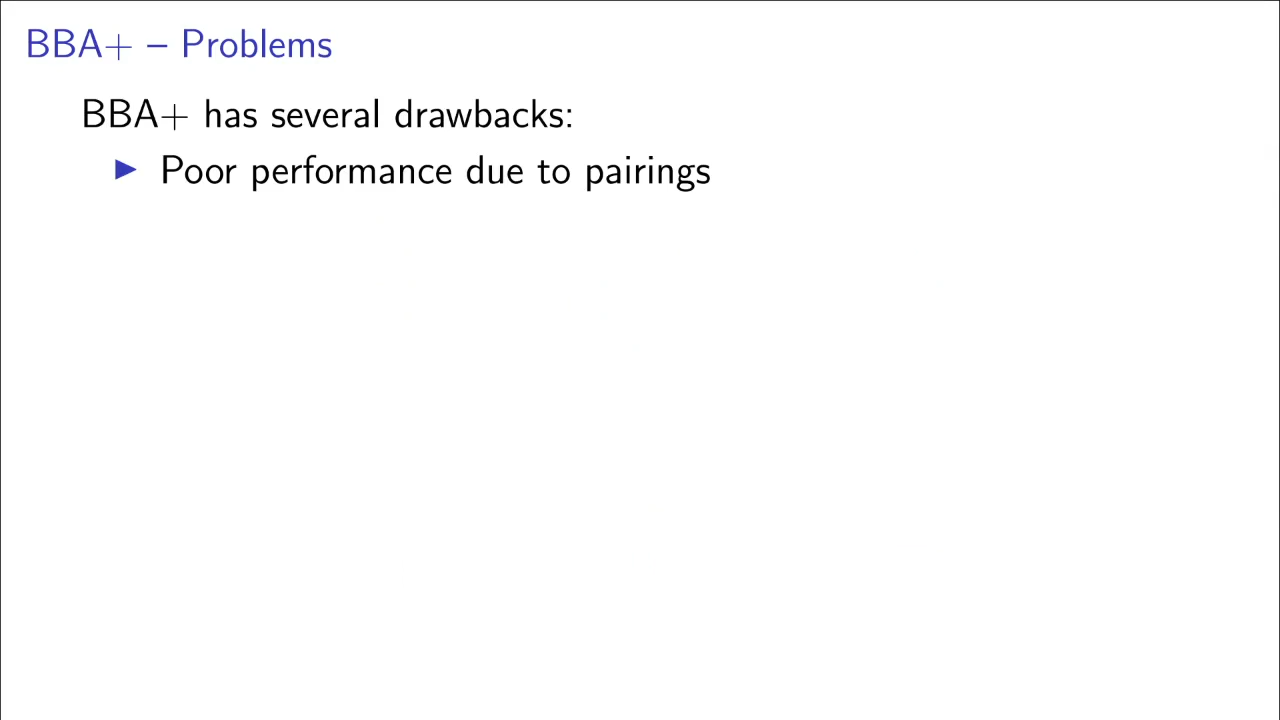 BBA+ – Problems
BBA+ has several drawbacks:
▶ Poor performance due to pairings